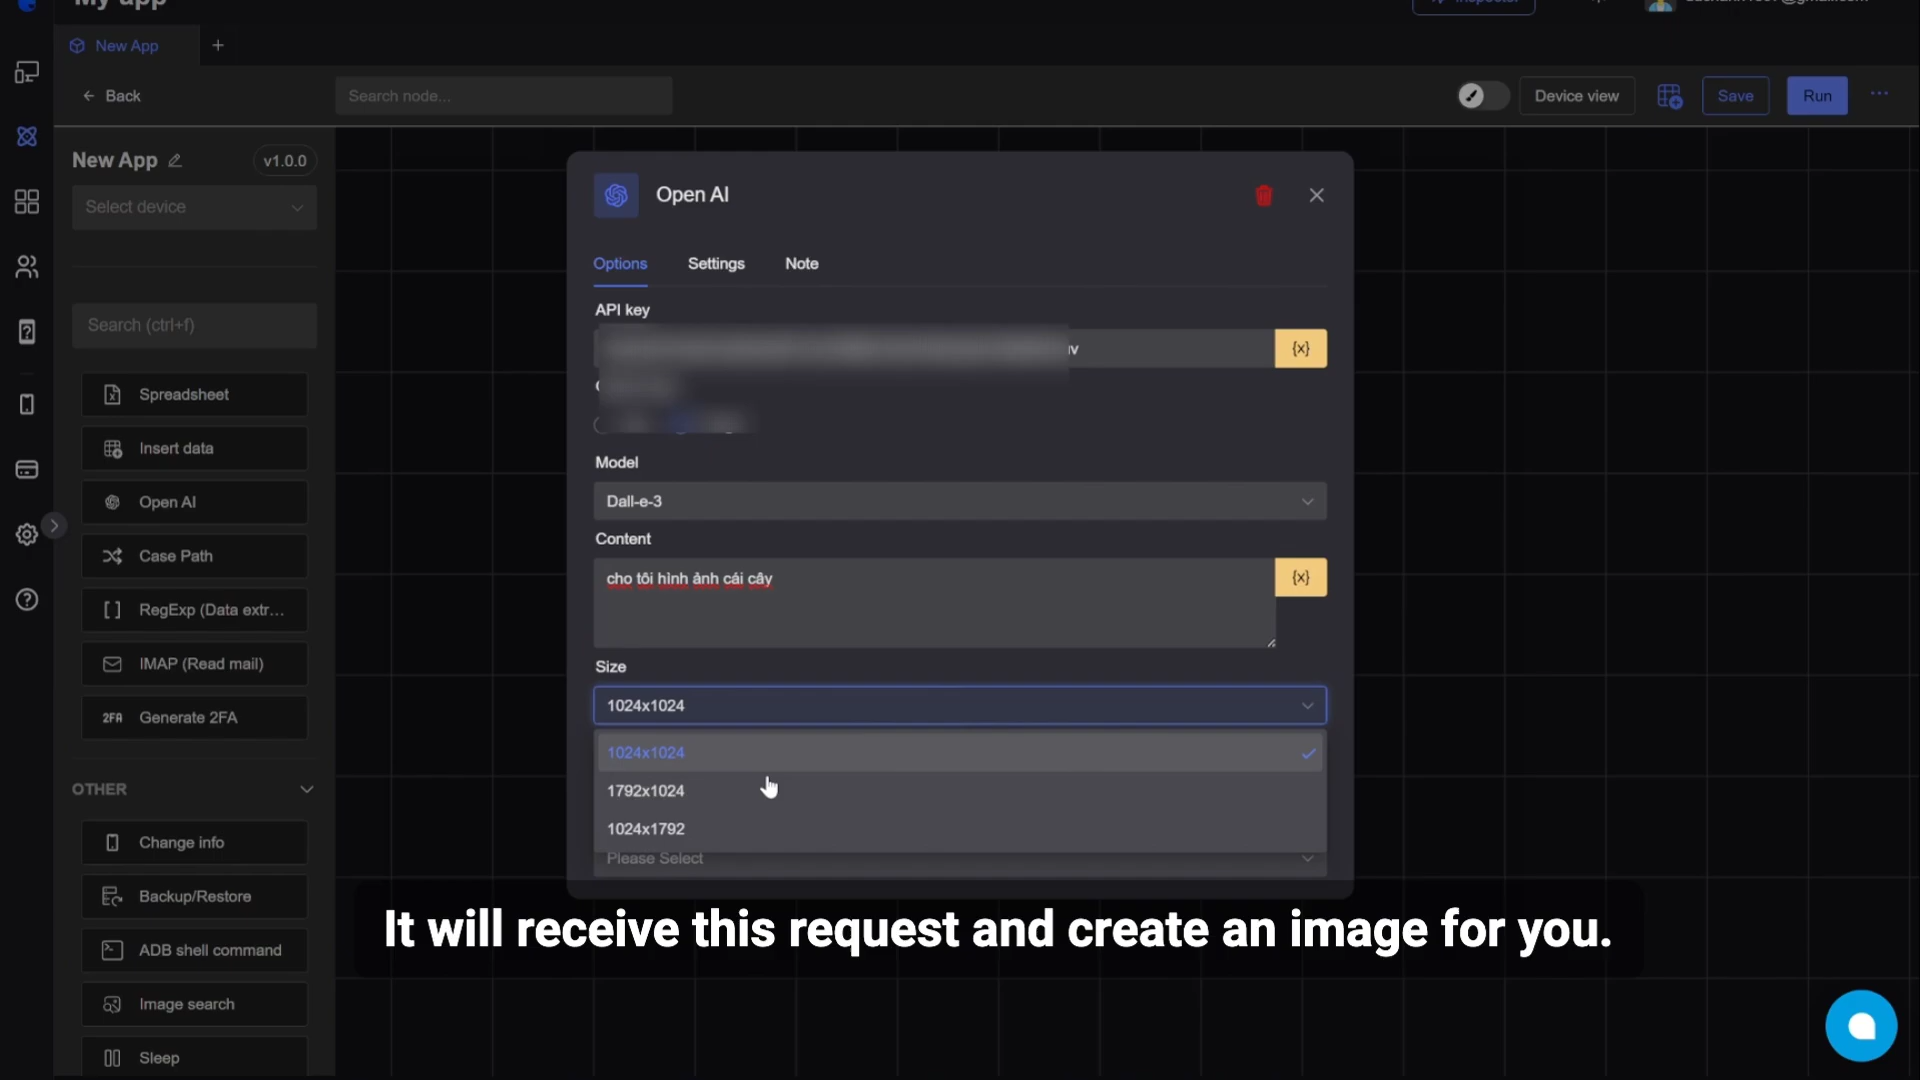 My app
Inspector
New App
+
Back
Search node...
Device view
Save
Run
New App
v1.0.0
Select device
Search (ctrl+f)
Spreadsheet
Insert data
Open AI
Case Path
RegExp (Data extr...
IMAP (Read mail)
2FA Generate 2FA
OTHER
Change info
Backup/Restore
ADB shell command
Image search
Sleep
Open AI
Options Settings Note
API key
{x}
Model
Dall-e-3
Content
cho tôi hình ảnh cái cây
{x}
Size
1024x1024
1024x1024
1792x1024
1024x1792
Please Select
It will receive this request and create an image for you.